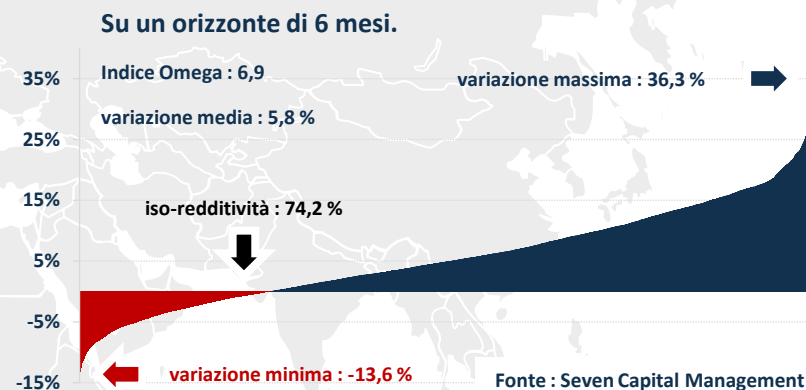 Su un orizzonte di 6 mesi.
35%
Indice Omega : 6,9
variazione massima : 36,3 %
variazione media : 5,8 %
25%
15%
iso-redditività : 74,2 %
5%
-5%
-15%
variazione minima : -13,6 %
Fonte : Seven Capital Management